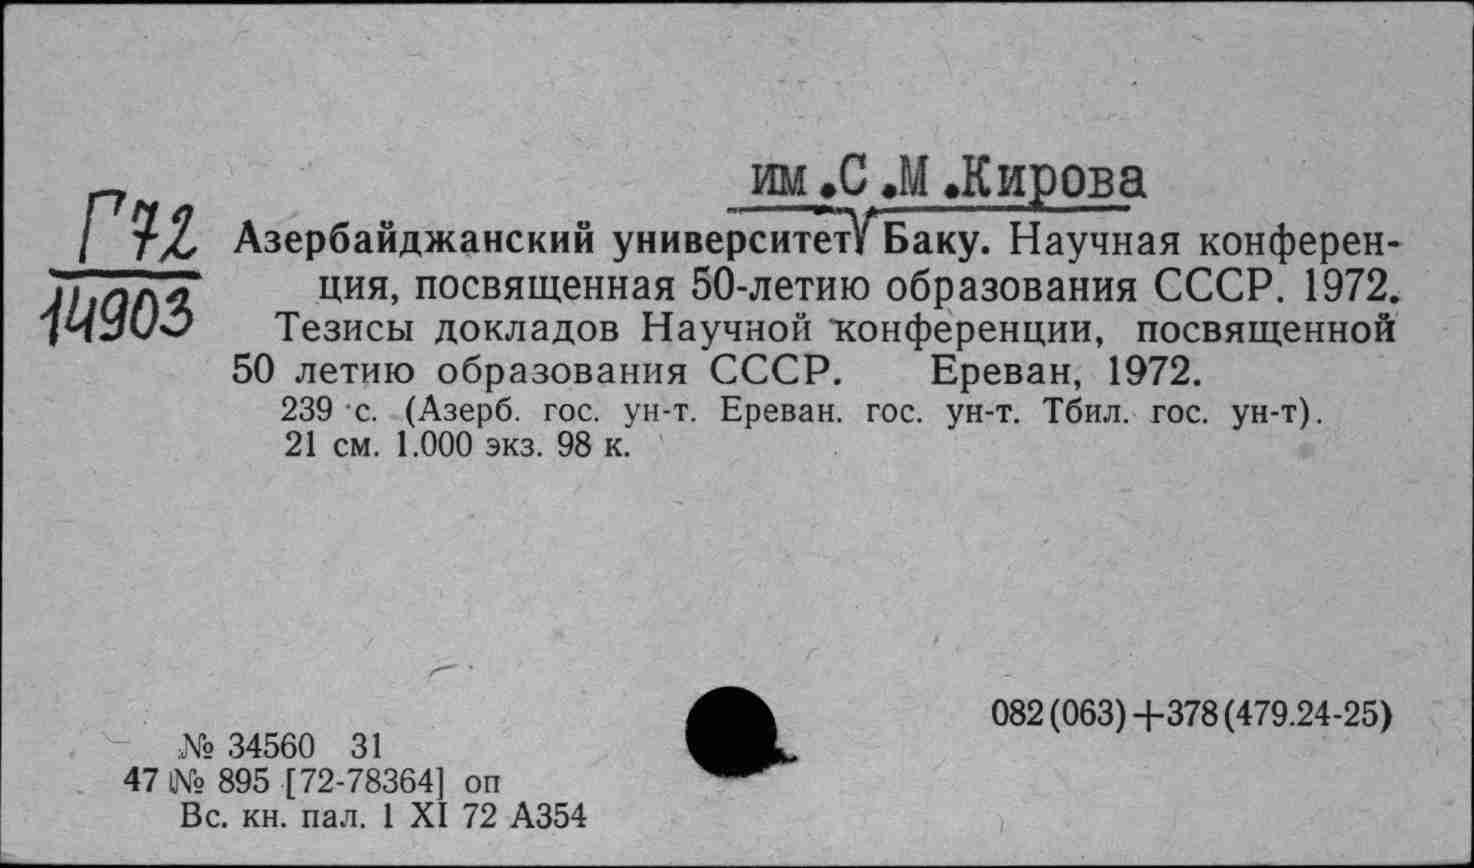 им.С.М.Кирова
Г72
14903
Азербайджанский университет Баку. Научная конферен-
ция, посвященная 50-летию образования СССР. 1972.
Тезисы докладов Научной конференции, посвященной
50 летию образования СССР. Ереван, 1972.
239 с. (Азерб. гос. ун-т. Ереван. гос. ун-т. Тбил. гос. ун-т).
21 см. 1.000 экз. 98 к.
082(063)+378(479.24-25)
№ 34560 31
47 № 895 [72-78364] оп
Вс. кн. пал. 1 XI 72 А354